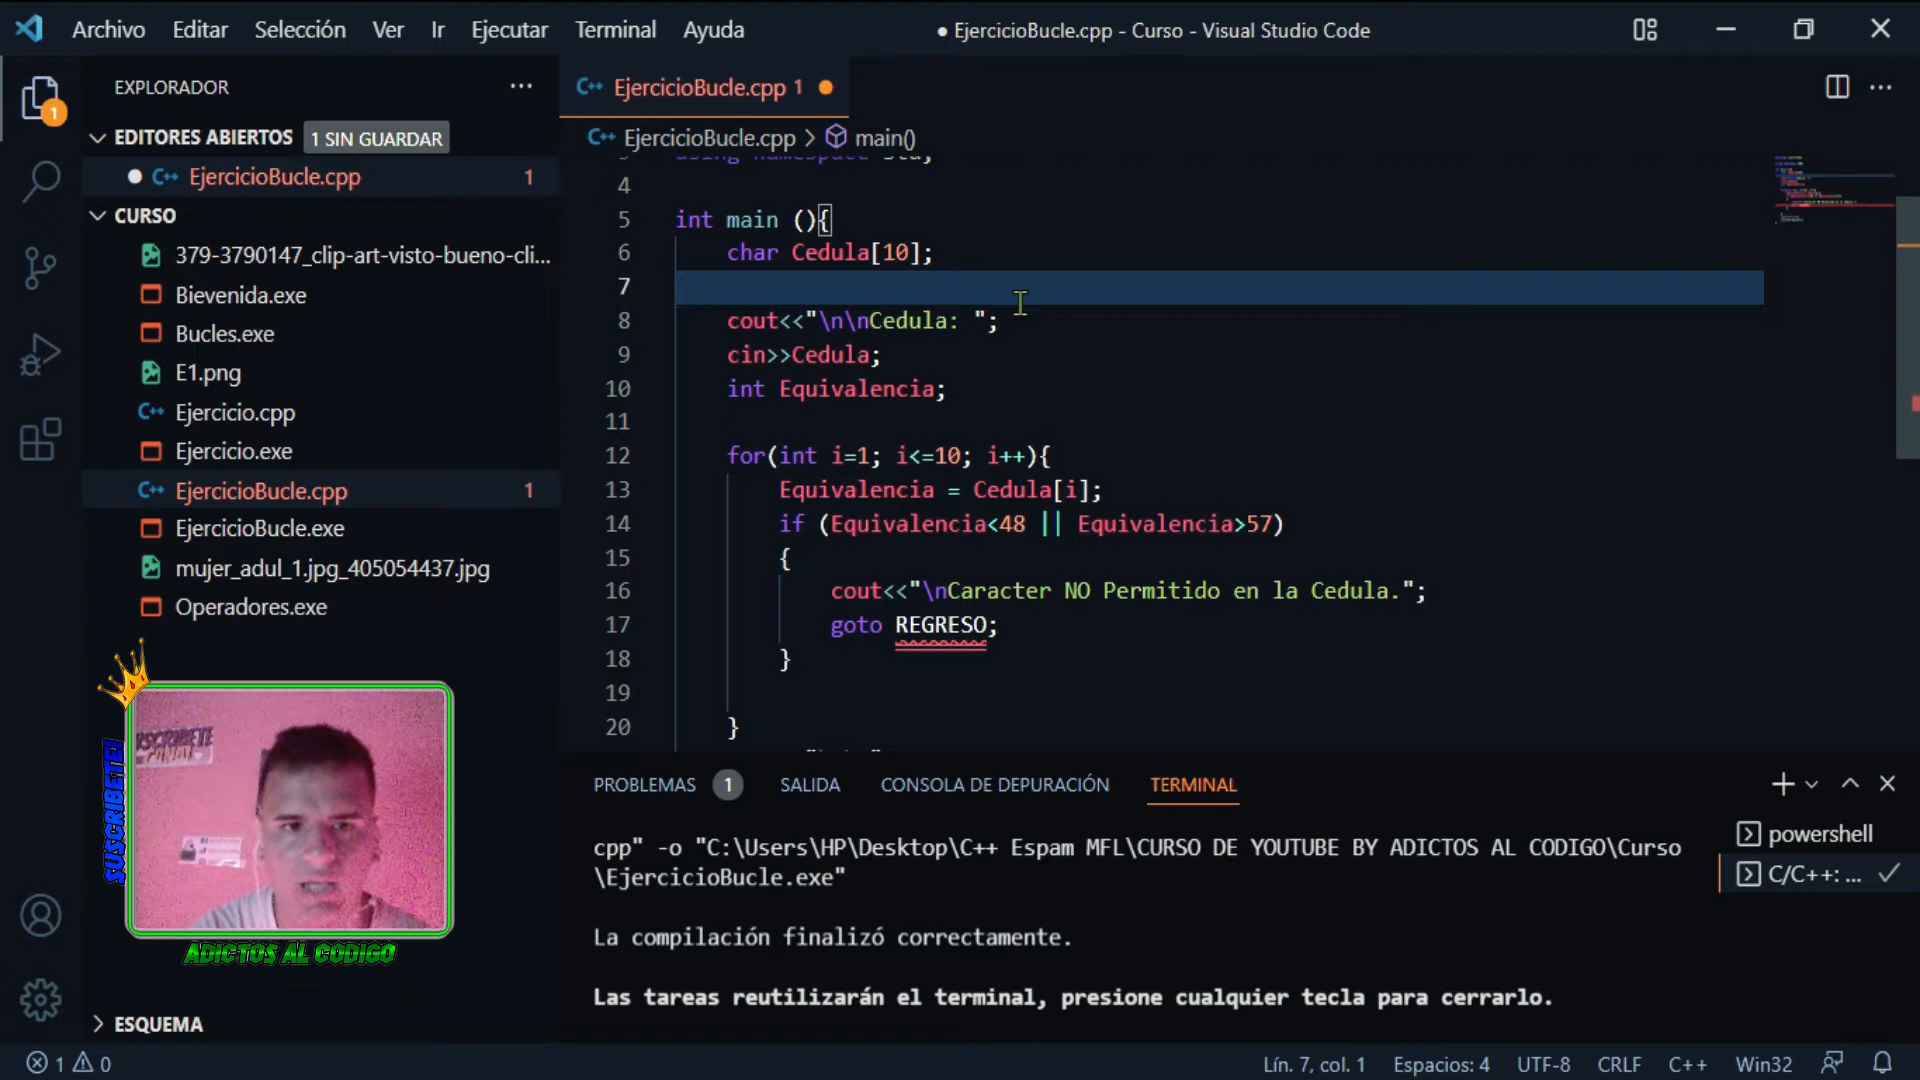 Archivo Editar Selección Ver Ir Ejecutar Terminal Ayuda
● EjercicioBucle.cpp - Curso - Visual Studio Code
EXPLORADOR
EDITORES ABIERTOS 1 SIN GUARDAR
C++ EjercicioBucle.cpp 1
CURSO
379-3790147_clip-art-visto-bueno-cli...
Bievenida.exe
Bucles.exe
E1.png
C++ Ejercicio.cpp
Ejercicio.exe
C++ EjercicioBucle.cpp 1
EjercicioBucle.exe
mujer_adul_1.jpg_405054437.jpg
Operadores.exe
1
SUSCRIBETE!
ADICTOS AL CODIGO
ESQUEMA
C++ EjercicioBucle.cpp 1
C++ EjercicioBucle.cpp > main()
using namespace std;
4
5 int main (){
6 char Cedula[10];
7
8 cout<<"\n\nCedula: ";
9 cin>>Cedula;
10 int Equivalencia;
11
12 for(int i=1; i<=10; i++){
13 Equivalencia = Cedula[i];
14 if (Equivalencia<48 || Equivalencia>57)
15 {
16 cout<<"\nCaracter NO Permitido en la Cedula.";
17 goto REGRESO;
18 }
19
20 }
PROBLEMAS 1 SALIDA CONSOLA DE DEPURACIÓN TERMINAL
cpp" -o "C:\Users\HP\Desktop\C++ Espam MFL\CURSO DE YOUTUBE BY ADICTOS AL CODIGO\Curso
\EjercicioBucle.exe"
La compilación finalizó correctamente.
Las tareas reutilizarán el terminal, presione cualquier tecla para cerrarlo.
powershell
C/C++: ...
1 0
Lín. 7, col. 1 Espacios: 4 UTF-8 CRLF C++ Win32